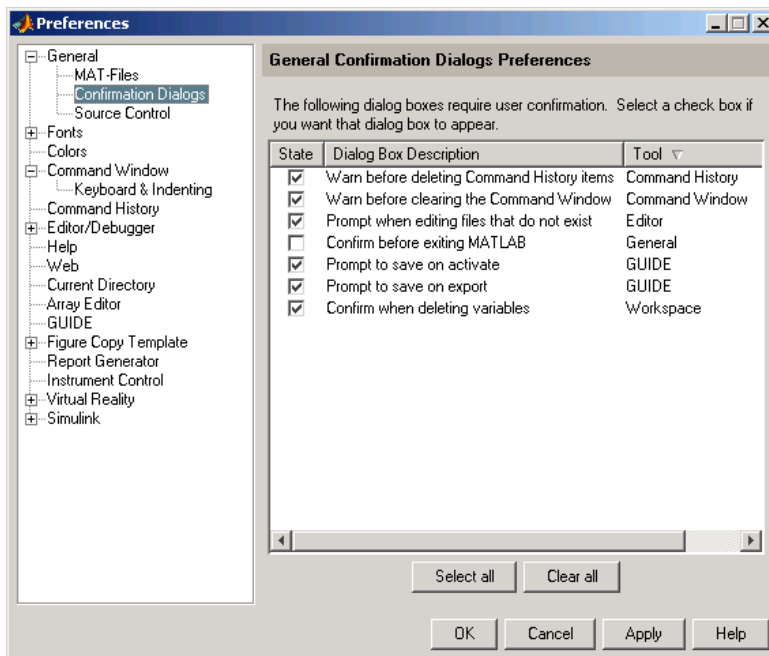 Preferences
General
MAT-Files
Confirmation Dialogs
Source Control
Fonts
Colors
Command Window
Keyboard & Indenting
Command History
Editor/Debugger
Help
Web
Current Directory
Array Editor
GUIDE
Figure Copy Template
Report Generator
Instrument Control
Virtual Reality
Simulink
General Confirmation Dialogs Preferences
The following dialog boxes require user confirmation. Select a check box if
you want that dialog box to appear.
State Dialog Box Description Tool
Warn before deleting Command History items Command History
Warn before clearing the Command Window Command Window
Prompt when editing files that do not exist Editor
Confirm before exiting MATLAB General
Prompt to save on activate GUIDE
Prompt to save on export GUIDE
Confirm when deleting variables Workspace
Select all Clear all
OK Cancel Apply Help